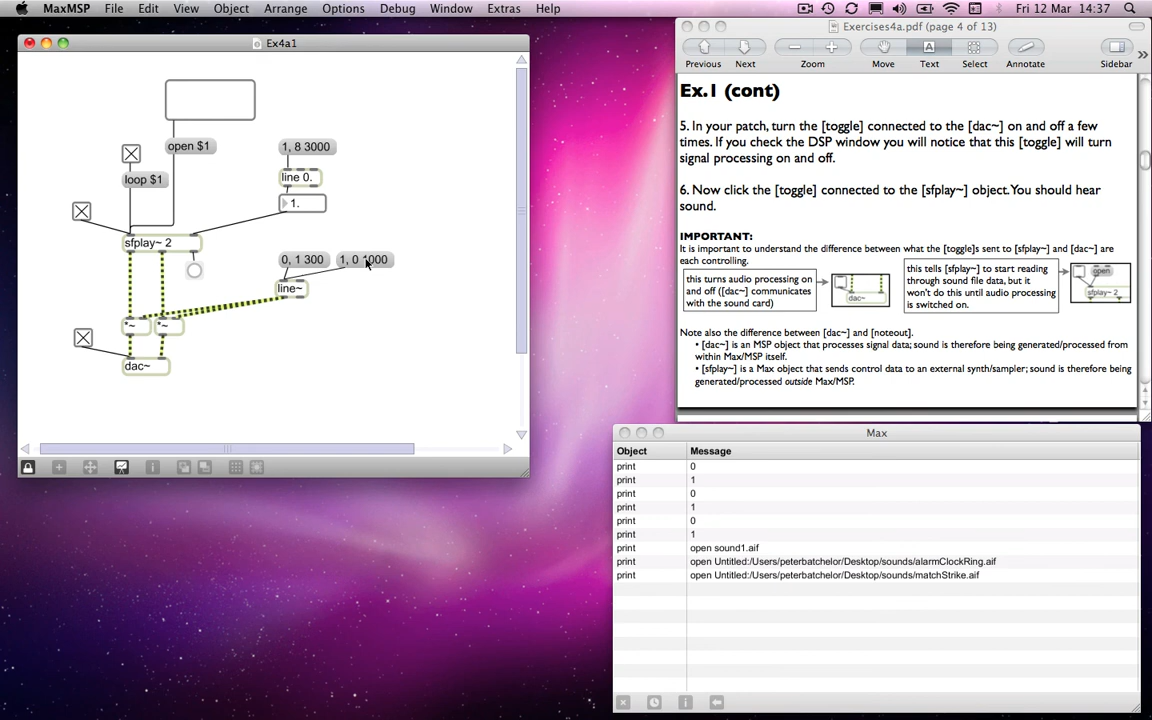 MaxMSP File Edit View Object Arrange Options Debug Window Extras Help
Fri 12 Mar 14:37
Ex4a1
open $1
loop $1
1, 8 3000
line 0.
1.
sfplay~ 2
0, 1 300
1, 0 1000
line~
*~ *~
dac~
Exercises4a.pdf (page 4 of 13)
Previous Next Zoom Move Text Select Annotate Sidebar
Ex.1 (cont)
5. In your patch, turn the [toggle] connected to the [dac~] on and off a few
times. If you check the DSP window you will notice that this [toggle] will turn
signal processing on and off.
6. Now click the [toggle] connected to the [sfplay~] object. You should hear
sound.
IMPORTANT:
It is important to understand the difference between what the [toggle]s sent to [sfplay~] and [dac~] are
each controlling.
this turns audio processing on
and off ([dac~] communicates
with the sound card)
dac~
this tells [sfplay~] to start reading
through sound file data, but it
won't do this until audio processing
is switched on.
open
sfplay~ 2
Note also the difference between [dac~] and [noteout].
• [dac~] is an MSP object that processes signal data; sound is therefore being generated/processed from
within Max/MSP itself.
• [sfplay~] is a Max object that sends control data to an external synth/sampler; sound is therefore being
generated/processed outside Max/MSP.
Max
Object Message
print 0
print 1
print 0
print 1
print 0
print 1
print open sound1.aif
print open Untitled:/Users/peterbatchelor/Desktop/sounds/alarmClockRing.aif
print open Untitled:/Users/peterbatchelor/Desktop/sounds/matchStrike.aif